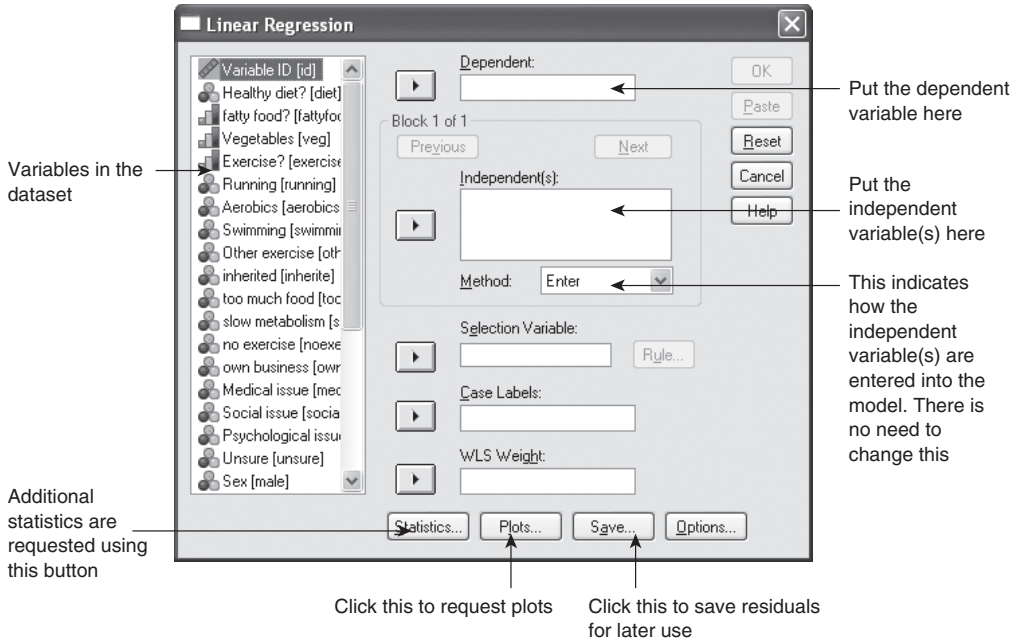 Linear Regression
Variable ID [id]
Healthy diet? [diet]
fatty food? [fattyfoo
Vegetables [veg]
Exercise? [exercise
Running [running]
Aerobics [aerobics
Swimming [swimmin
Other exercise [oth
inherited [inherite]
too much food [too
slow metabolism [s
no exercise [noexe
own business [owr
Medical issue [med
Social issue [socia
Psychological issu
Unsure [unsure]
Sex [male]
Dependent:
Block 1 of 1
Previous
Next
Independent(s):
Method:
Enter
Selection Variable:
Rule...
Case Labels:
WLS Weight:
OK
Paste
Reset
Cancel
Help
Statistics...
Plots...
Save...
Options...
Variables in the
dataset
Additional
statistics are
requested using
this button
Put the dependent
variable here
Put the
independent
variable(s) here
This indicates
how the
independent
variable(s) are
entered into the
model. There is
no need to
change this
Click this to request plots
Click this to save residuals
for later use